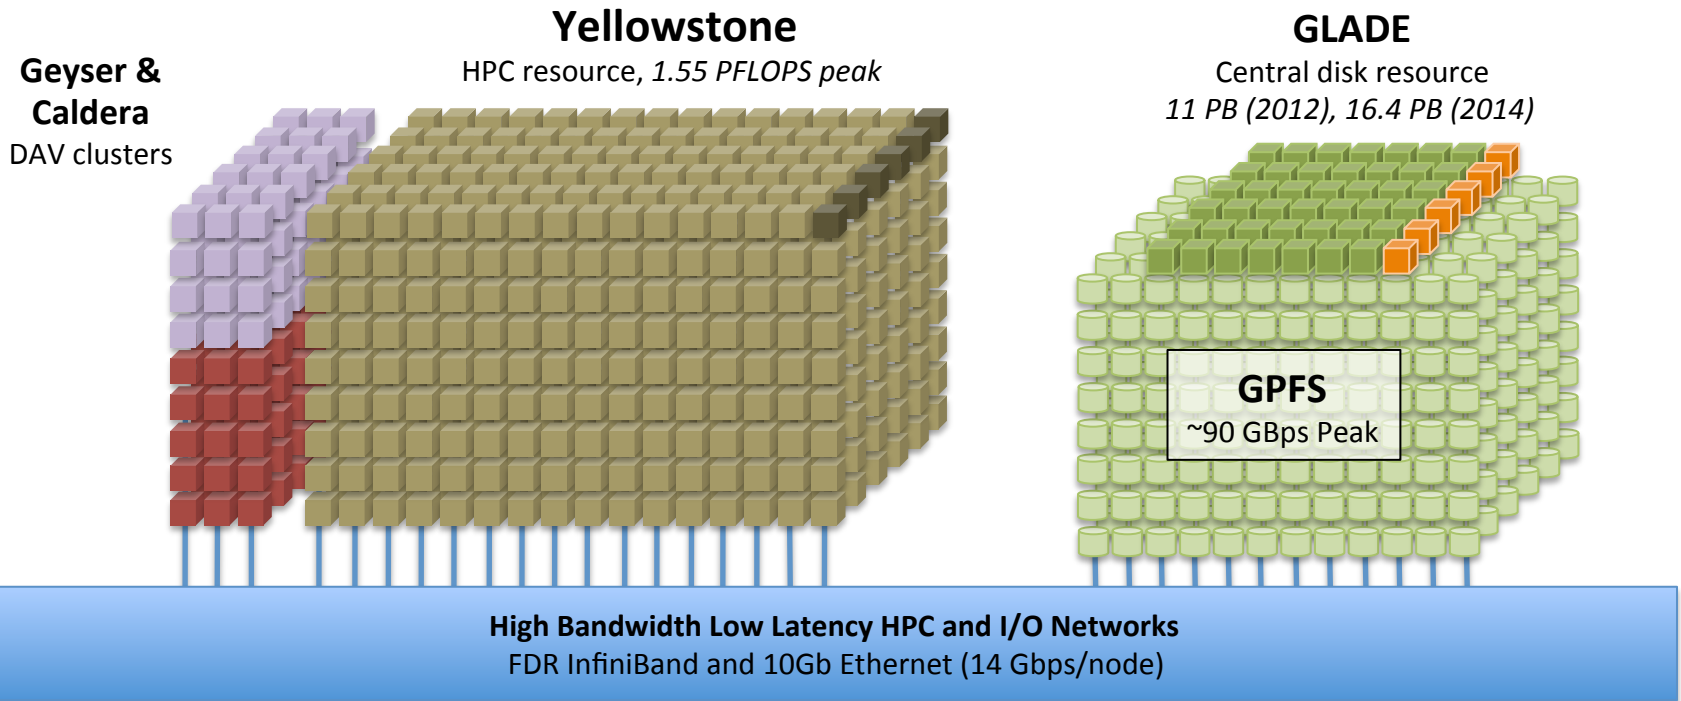 Geyser &
Caldera
DAV clusters
Yellowstone
HPC resource, 1.55 PFLOPS peak
GLADE
Central disk resource
11 PB (2012), 16.4 PB (2014)
GPFS
~90 GBps Peak
High Bandwidth Low Latency HPC and I/O Networks
FDR InfiniBand and 10Gb Ethernet (14 Gbps/node)